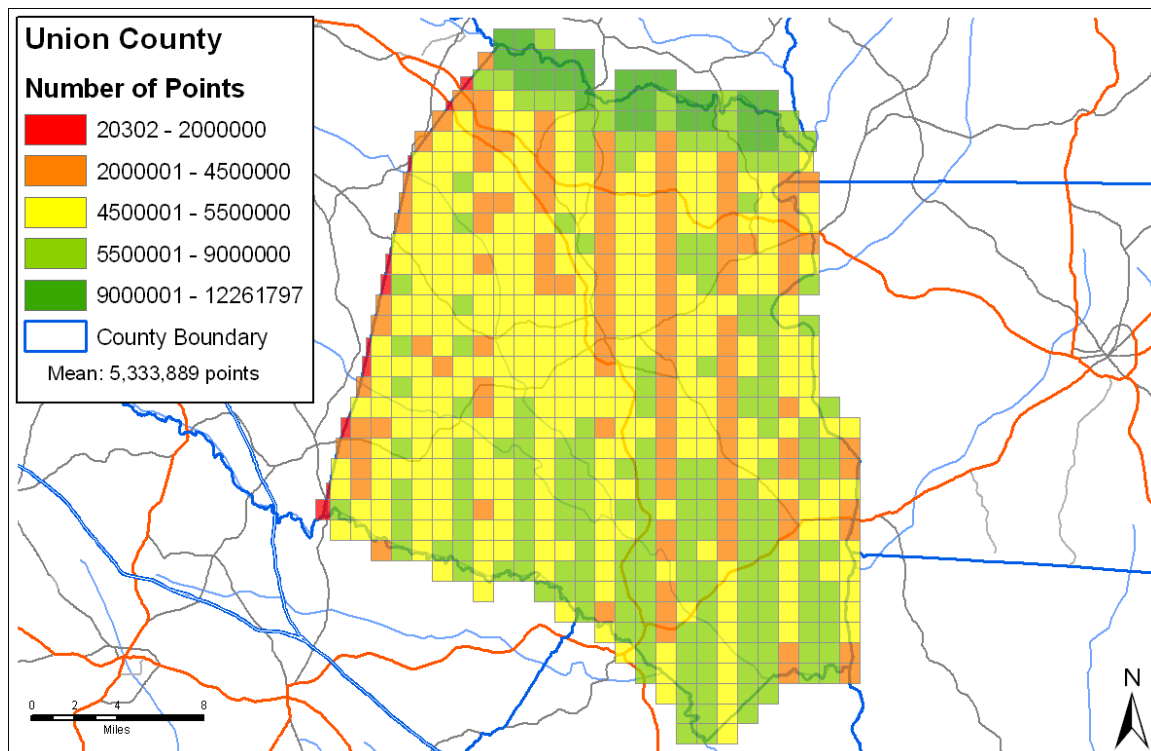 Union County
Number of Points
20302 - 2000000
2000001 - 4500000
4500001 - 5500000
5500001 - 9000000
9000001 - 12261797
County Boundary
Mean: 5,333,889 points
0 2 4 8
Miles
N